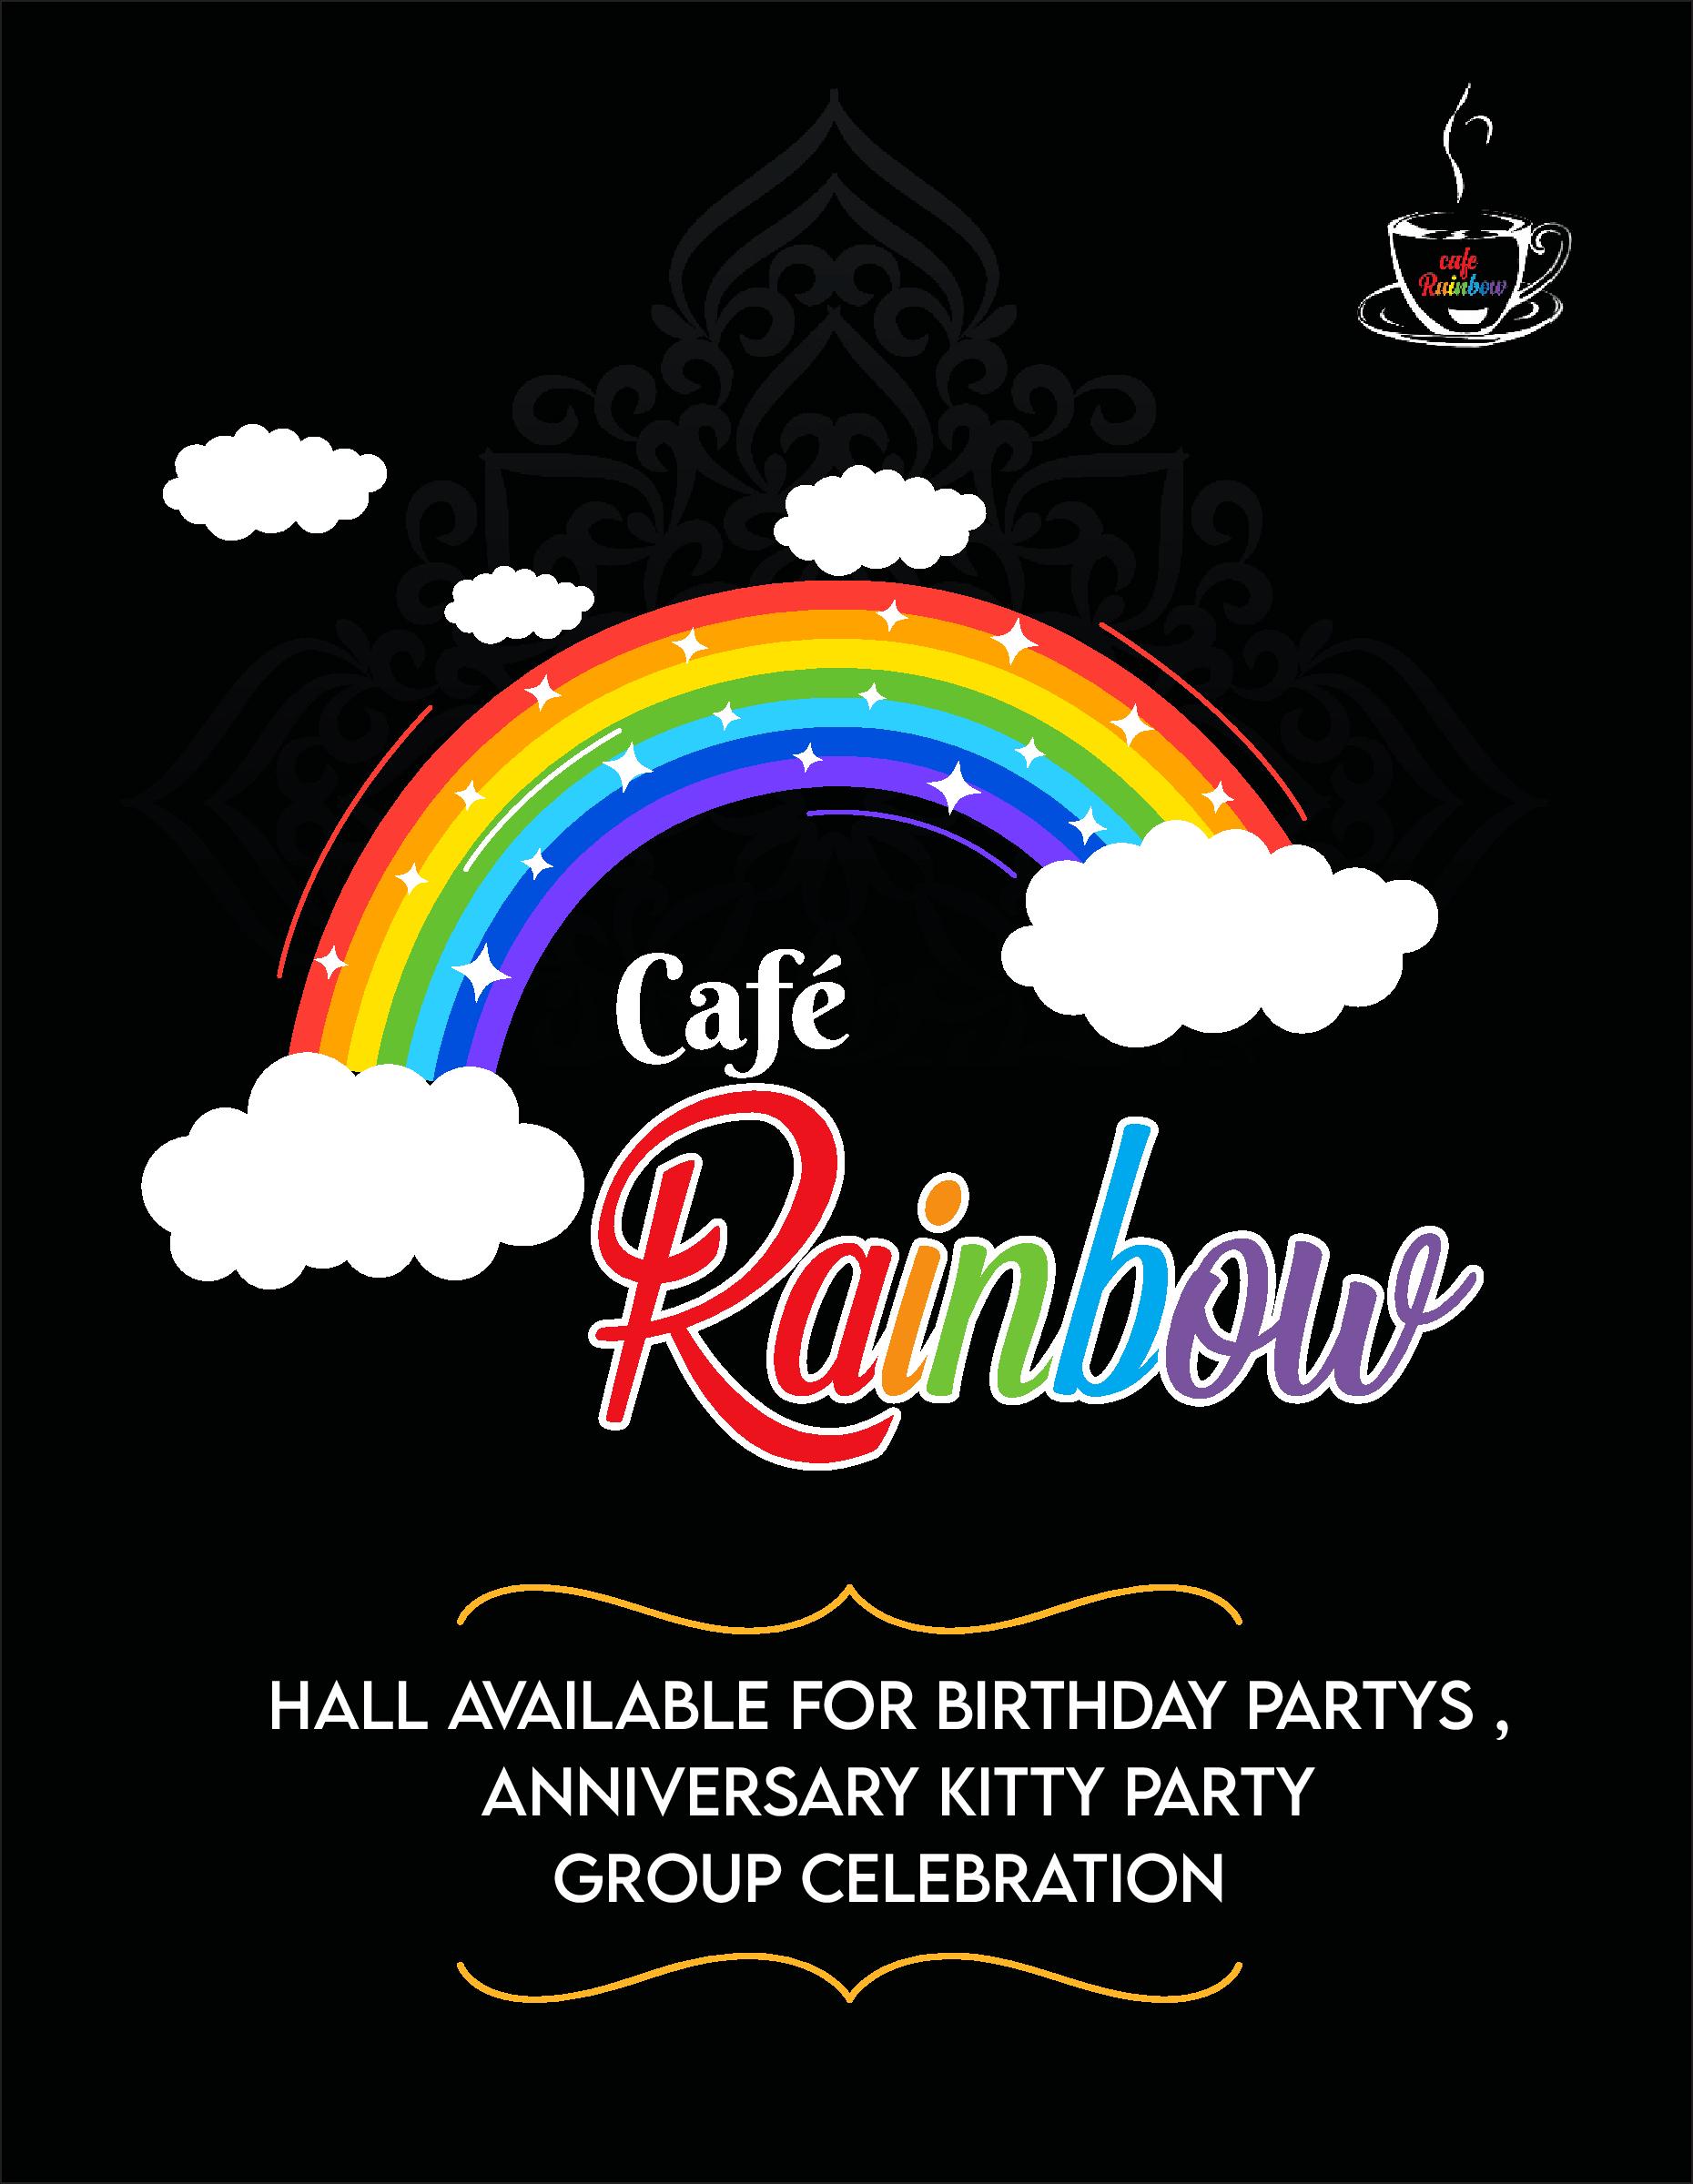 cafe
Rainbow
Café
Rainbow
HALL AVAILABLE FOR BIRTHDAY PARTYS ,
ANNIVERSARY KITTY PARTY
GROUP CELEBRATION